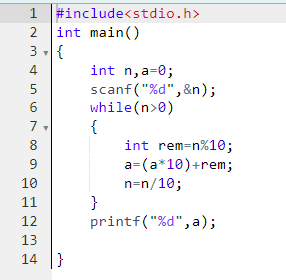 1 #include<stdio.h>
2 int main()
3 {
4     int n,a=0;
5     scanf("%d",&n);
6     while(n>0)
7     {
8         int rem=n%10;
9         a=(a*10)+rem;
10         n=n/10;
11     }
12     printf("%d",a);
13
14 }